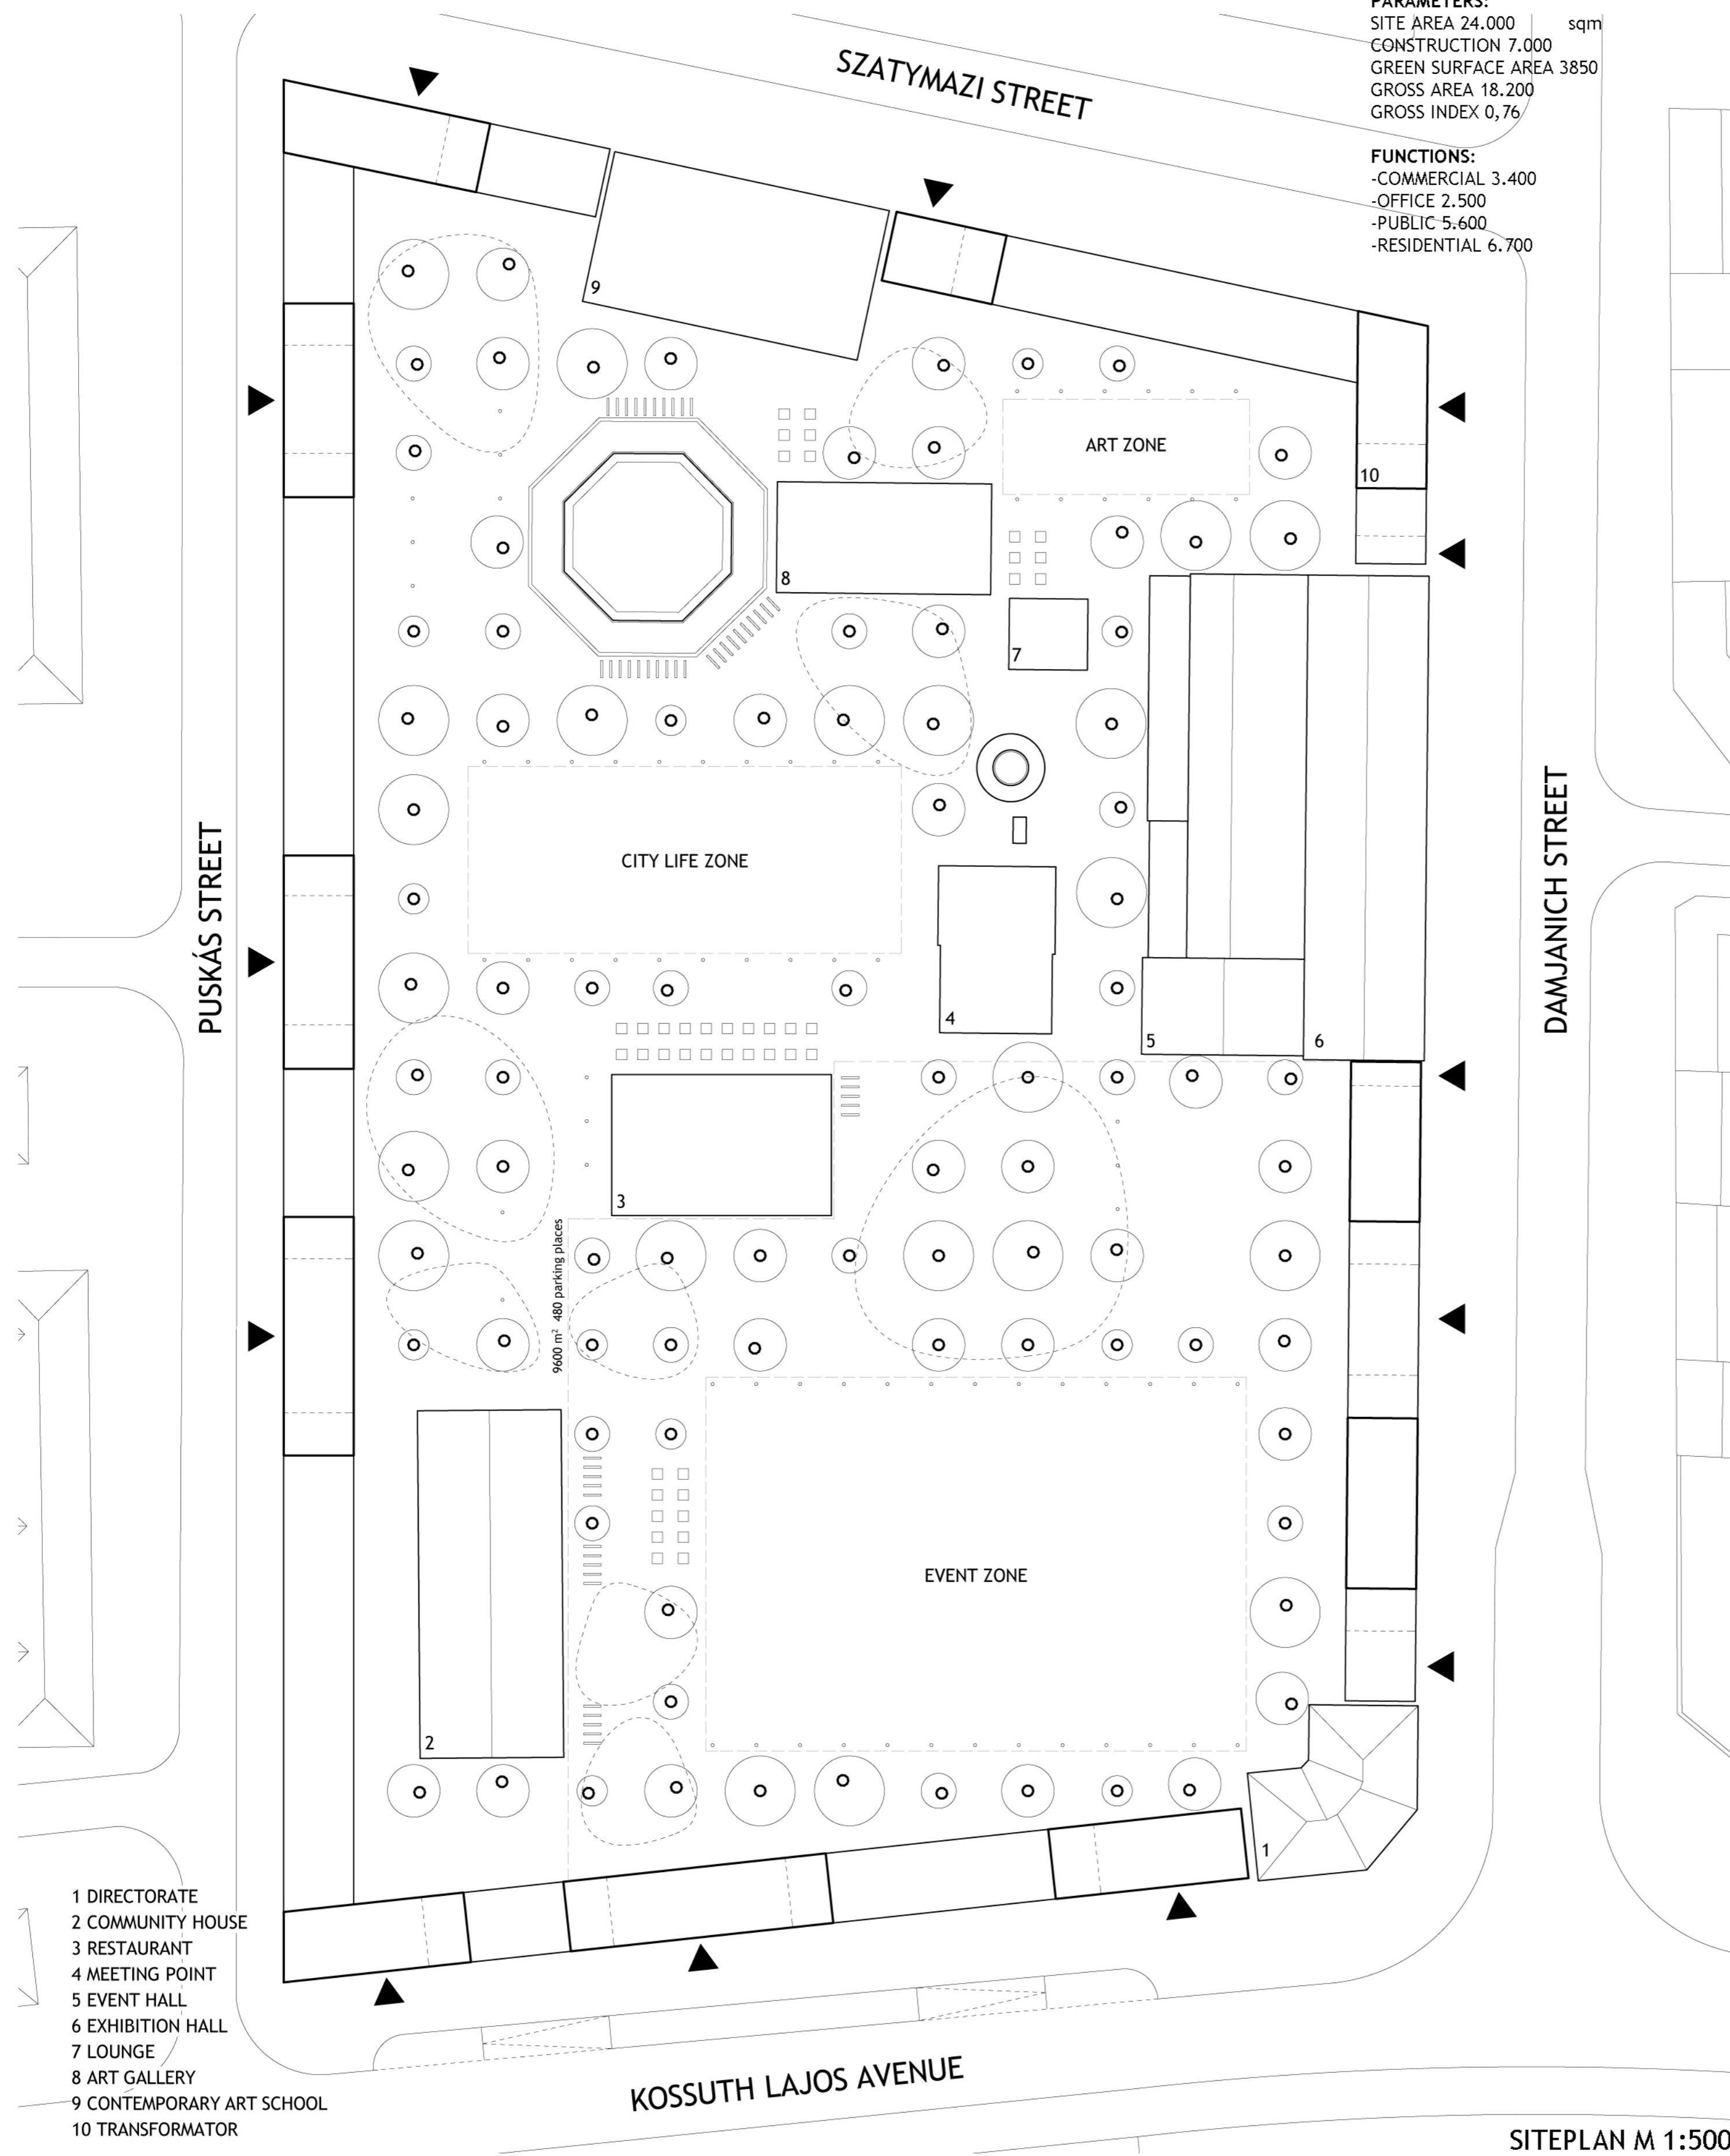 PARAMETERS:
SITE AREA 24.000 sqm
CONSTRUCTION 7.000
GREEN SURFACE AREA 3850
GROSS AREA 18.200
GROSS INDEX 0,76
FUNCTIONS:
-COMMERCIAL 3.400
-OFFICE 2.500
-PUBLIC 5.600
-RESIDENTIAL 6.700
SZATYMAZI STREET
9
ART ZONE
10
8
7
PUSKÁS STREET
CITY LIFE ZONE
DAMJANICH STREET
4
5
6
3
9600 m² 480 parking places
EVENT ZONE
2
1
1 DIRECTORATE
2 COMMUNITY HOUSE
3 RESTAURANT
4 MEETING POINT
5 EVENT HALL
6 EXHIBITION HALL
7 LOUNGE
8 ART GALLERY
9 CONTEMPORARY ART SCHOOL
10 TRANSFORMATOR
KOSSUTH LAJOS AVENUE
SITEPLAN M 1:500